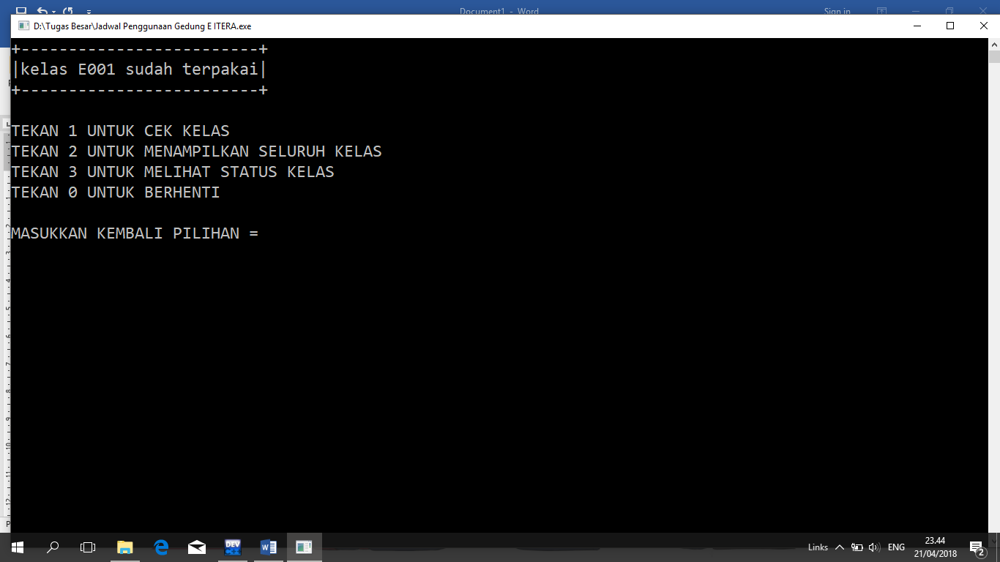 Document1 - Word
Sign in
D:\Tugas Besar\Jadwal Penggunaan Gedung E ITERA.exe
+-------------------------+
|kelas E001 sudah terpakai|
+-------------------------+
TEKAN 1 UNTUK CEK KELAS
TEKAN 2 UNTUK MENAMPILKAN SELURUH KELAS
TEKAN 3 UNTUK MELIHAT STATUS KELAS
TEKAN 0 UNTUK BERHENTI
MASUKKAN KEMBALI PILIHAN =
DEV C++
Links
ENG
23.44
21/04/2018
2